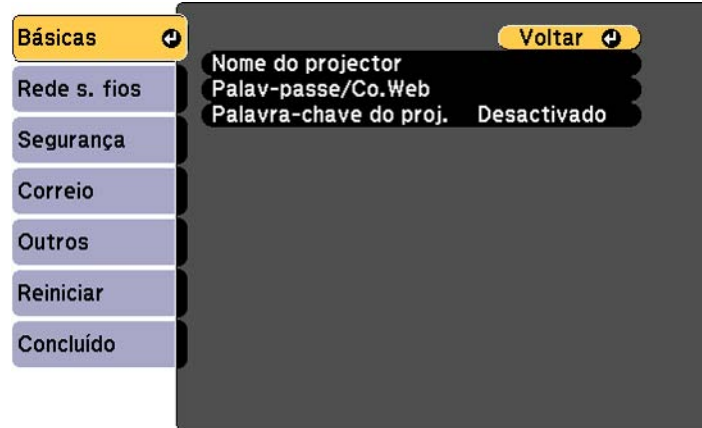 Básicas
Voltar
Nome do projector
Palav-passe/Co.Web
Palavra-chave do proj. Desactivado
Rede s. fios
Segurança
Correio
Outros
Reiniciar
Concluído